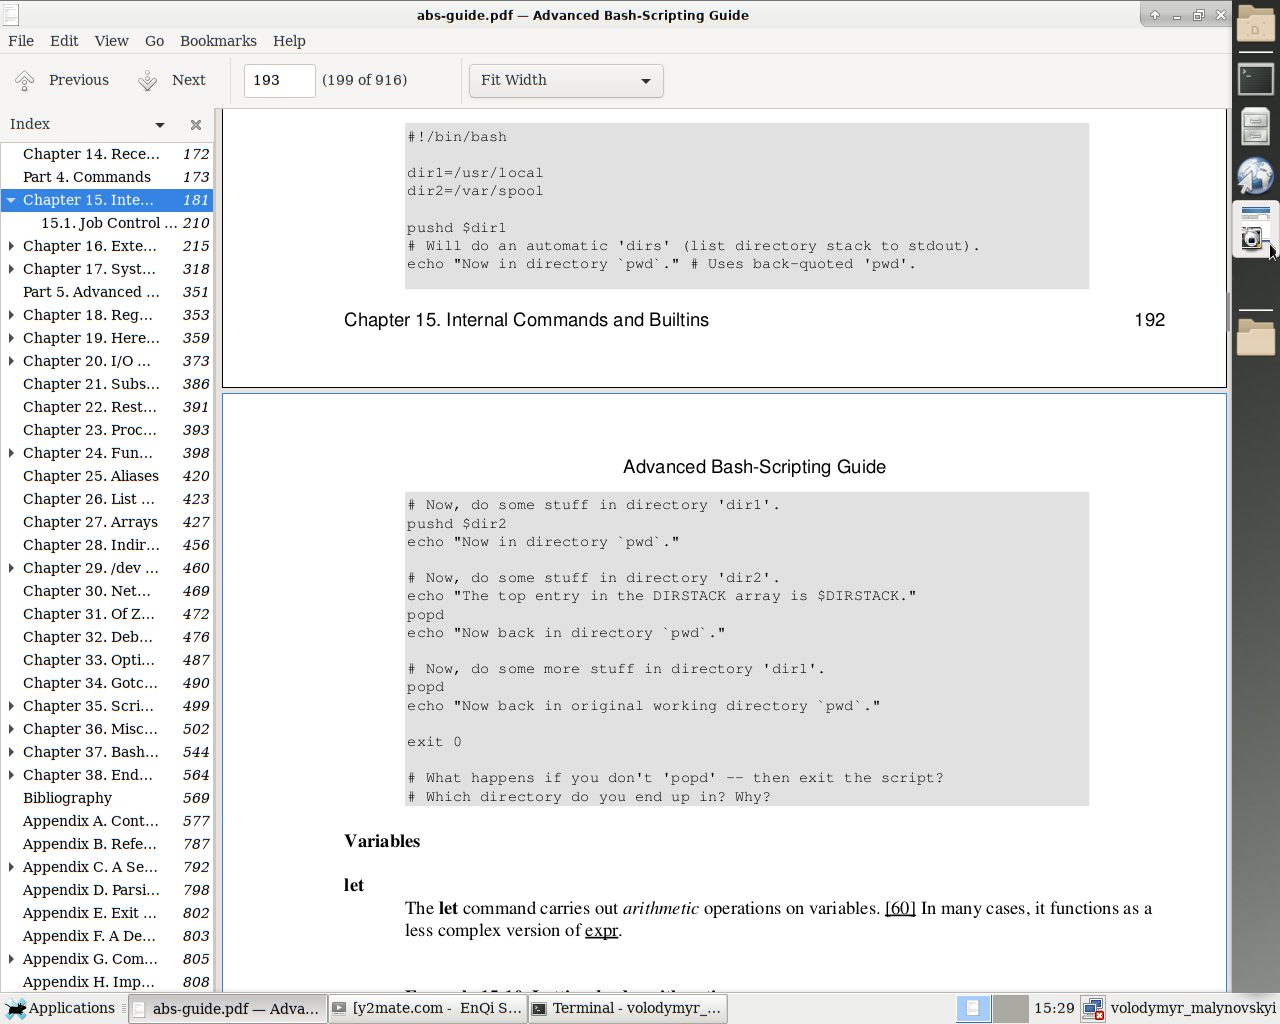 abs-guide.pdf — Advanced Bash-Scripting Guide
File Edit View Go Bookmarks Help
Previous Next 193 (199 of 916) Fit Width
Index
Chapter 14. Rece... 172
Part 4. Commands 173
Chapter 15. Inte... 181
15.1. Job Control ... 210
Chapter 16. Exte... 215
Chapter 17. Syst... 318
Part 5. Advanced ... 351
Chapter 18. Reg... 353
Chapter 19. Here... 359
Chapter 20. I/O ... 373
Chapter 21. Subs... 386
Chapter 22. Rest... 391
Chapter 23. Proc... 393
Chapter 24. Fun... 398
Chapter 25. Aliases 420
Chapter 26. List ... 423
Chapter 27. Arrays 427
Chapter 28. Indir... 456
Chapter 29. /dev ... 460
Chapter 30. Net... 469
Chapter 31. Of Z... 472
Chapter 32. Deb... 476
Chapter 33. Opti... 487
Chapter 34. Gotc... 490
Chapter 35. Scri... 499
Chapter 36. Misc... 502
Chapter 37. Bash... 544
Chapter 38. End... 564
Bibliography 569
Appendix A. Cont... 577
Appendix B. Refe... 787
Appendix C. A Se... 792
Appendix D. Parsi... 798
Appendix E. Exit ... 802
Appendix F. A De... 803
Appendix G. Com... 805
Appendix H. Imp... 808
#!/bin/bash
dir1=/usr/local
dir2=/var/spool
pushd $dir1
# Will do an automatic 'dirs' (list directory stack to stdout).
echo "Now in directory `pwd`." # Uses back-quoted 'pwd'.
Chapter 15. Internal Commands and Builtins 192
Advanced Bash-Scripting Guide
# Now, do some stuff in directory 'dir1'.
pushd $dir2
echo "Now in directory `pwd`."
# Now, do some stuff in directory 'dir2'.
echo "The top entry in the DIRSTACK array is $DIRSTACK."
popd
echo "Now back in directory `pwd`."
# Now, do some more stuff in directory 'dir1'.
popd
echo "Now back in original working directory `pwd`."
exit 0
# What happens if you don't 'popd' -- then exit the script?
# Which directory do you end up in? Why?
Variables
let
The let command carries out arithmetic operations on variables. [60] In many cases, it functions as a
less complex version of expr.
Applications abs-guide.pdf — Adva... [y2mate.com - EnQi S... Terminal - volodymyr_... 15:29 volodymyr_malynovskyi